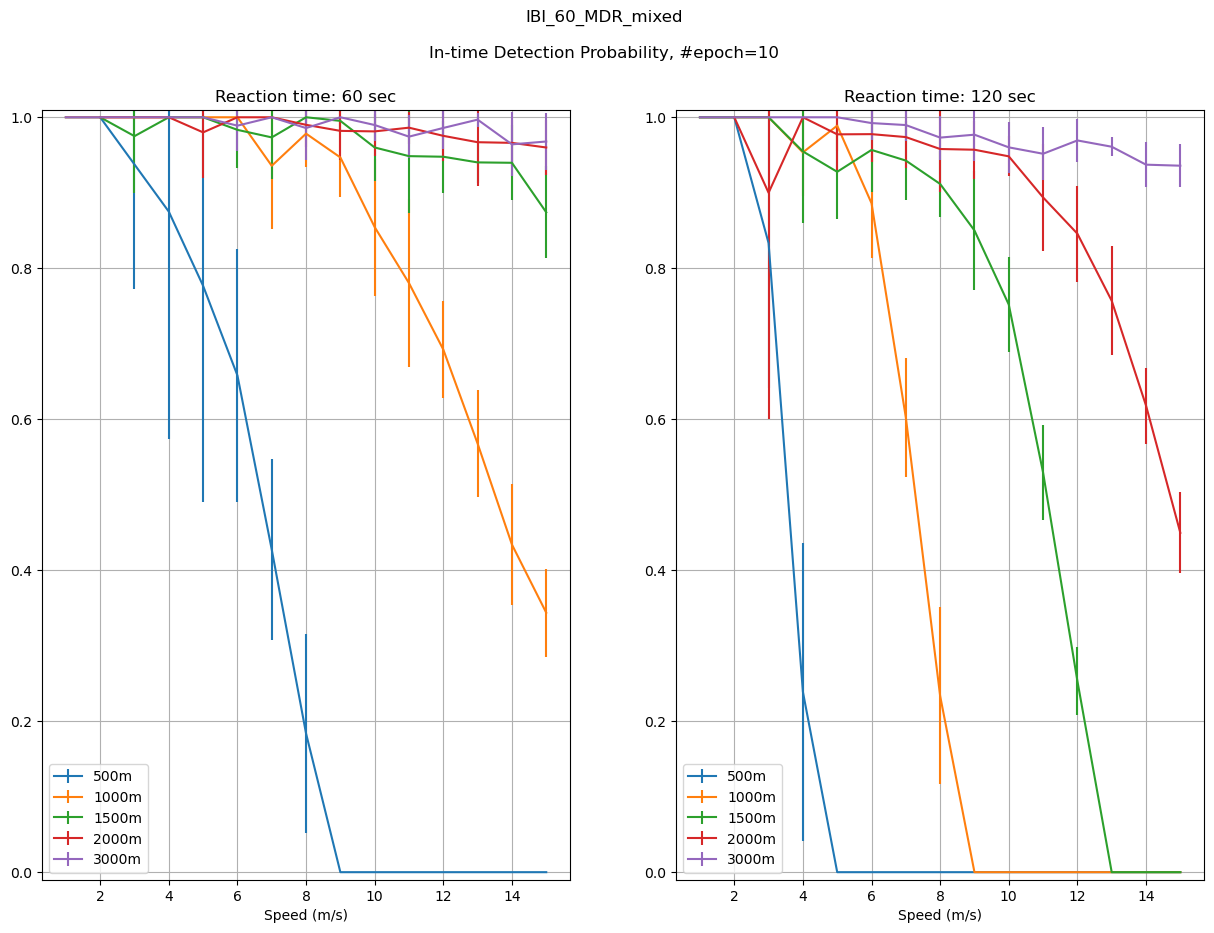 IBI_60_MDR_mixed
In-time Detection Probability, #epoch=10
Reaction time: 60 sec
1.0
0.8
0.6
0.4
0.2
0.0
500m
1000m
1500m
2000m
3000m
2 4 6 8 10 12 14
Speed (m/s)
Reaction time: 120 sec
1.0
0.8
0.6
0.4
0.2
0.0
500m
1000m
1500m
2000m
3000m
2 4 6 8 10 12 14
Speed (m/s)